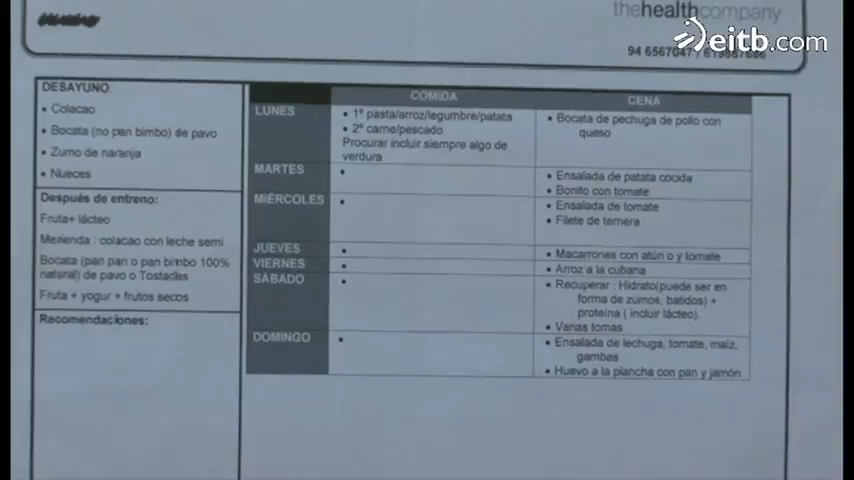 thehealthcompany
eitb.com
94 6567047 /
DESAYUNO:
• Colacao
• Bocata (no pan bimbo) de pavo
• Zumo de naranja
• Nueces
Después de entreno:
Fruta+ lácteo
Merienda : colacao con leche semi
Bocata (pan pan o pan bimbo 100%
natural) de pavo o Tostadas
Fruta + yogur + frutos secos
Recomendaciones:
COMIDA
CENA
LUNES
• 1º pasta/arroz/legumbre/patata
• 2º carne/pescado
Procurar incluir siempre algo de
verdura
• Bocata de pechuga de pollo con
queso
MARTES
•
• Ensalada de patata cocida
• Bonito con tomate
MIÉRCOLES
•
• Ensalada de tomate
• Filete de ternera
JUEVES
•
• Macarrones con atún o y tomate
VIERNES
•
• Arroz a la cubana
SÁBADO
•
• Recuperar : Hidrato(puede ser en
forma de zumos, batidos) +
proteína ( incluir lácteo).
• Varias tomas
DOMINGO
•
• Ensalada de lechuga, tomate, maíz,
gambas
• Huevo a la plancha con pan y jamón